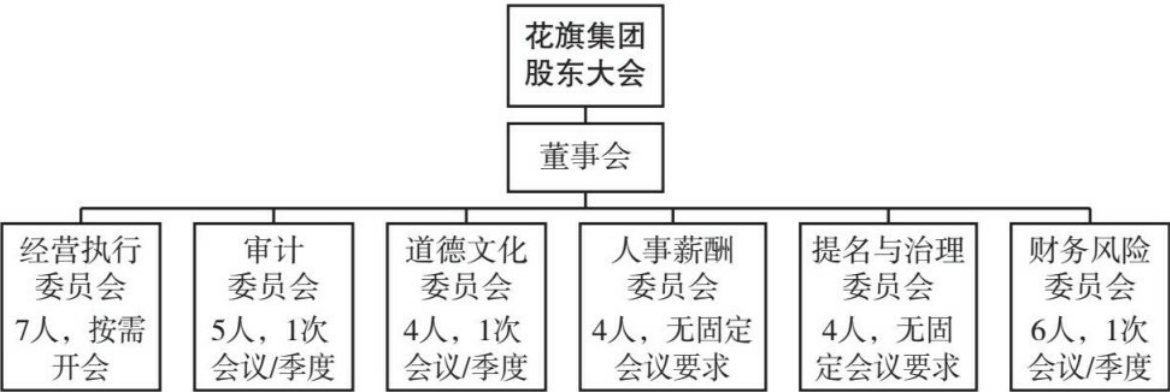 花旗集团
股东大会
董事会
经营执行
委员会
7人，按需
开会
审计
委员会
5人，1次
会议/季度
道德文化
委员会
4人，1次
会议/季度
人事薪酬
委员会
4人，无固定
会议要求
提名与治理
委员会
4人，无固
定会议要求
财务风险
委员会
6人，1次
会议/季度